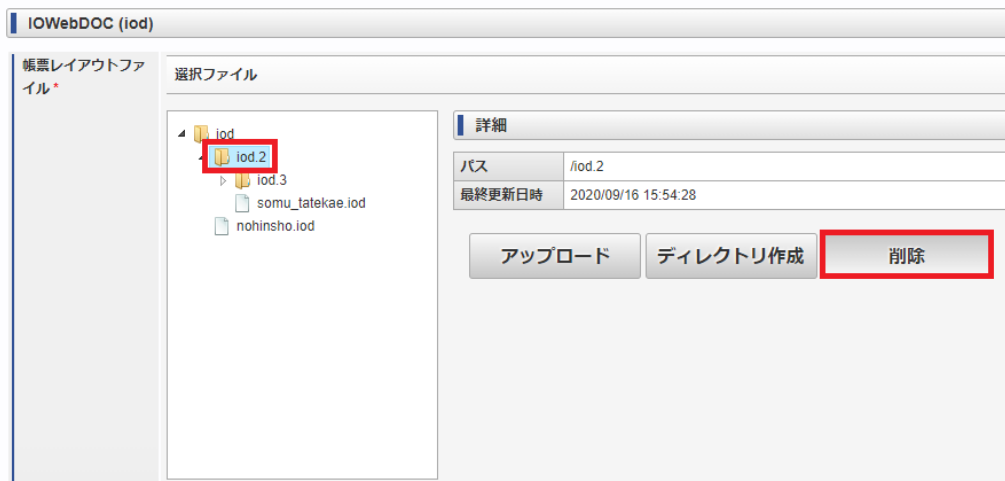 IOWebDOC (iod)
帳票レイアウトファ
イル*
選択ファイル
iod
iod.2
iod.3
somu_tatekae.iod
nohinsho.iod
詳細
パス /iod.2
最終更新日時 2020/09/16 15:54:28
アップロード ディレクトリ作成 削除